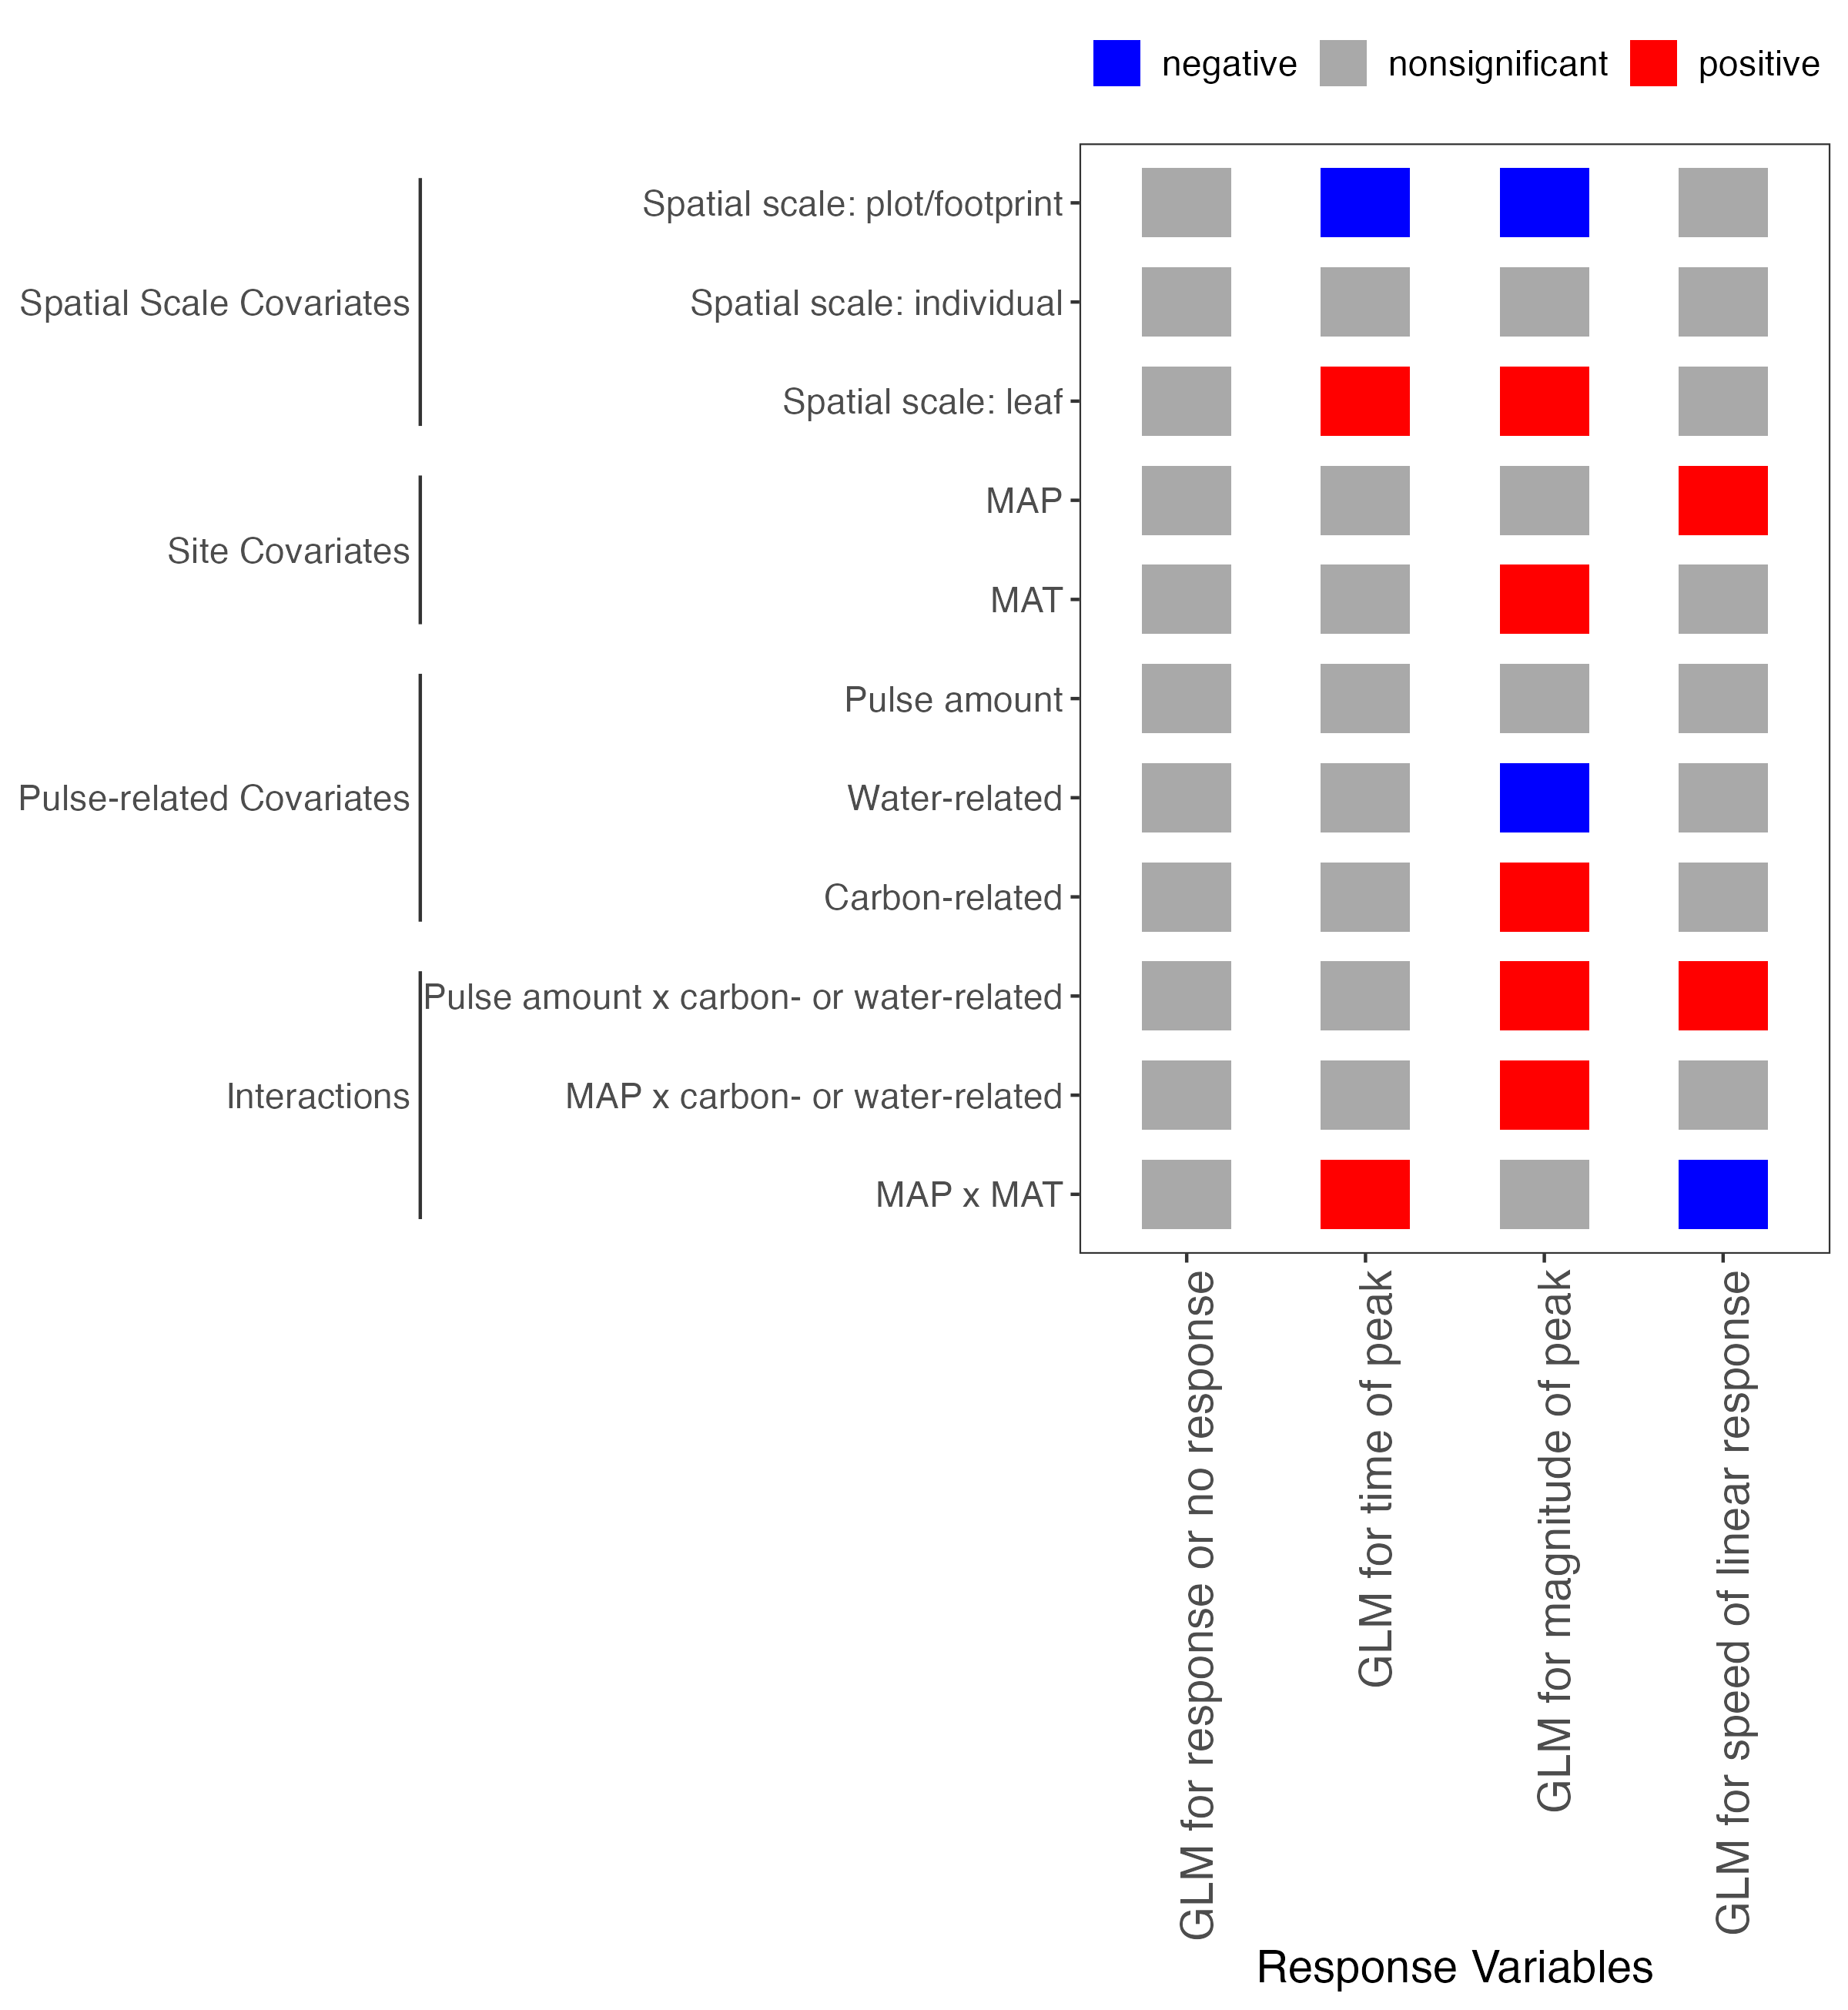 negative nonsignificant positive
Spatial Scale Covariates
Spatial scale: plot/footprint
Spatial scale: individual
Spatial scale: leaf
Site Covariates
MAP
MAT
Pulse-related Covariates
Pulse amount
Water-related
Carbon-related
Interactions
Pulse amount x carbon- or water-related
MAP x carbon- or water-related
MAP x MAT
GLM for response or no response
GLM for time of peak
GLM for magnitude of peak
GLM for speed of linear response
Response Variables